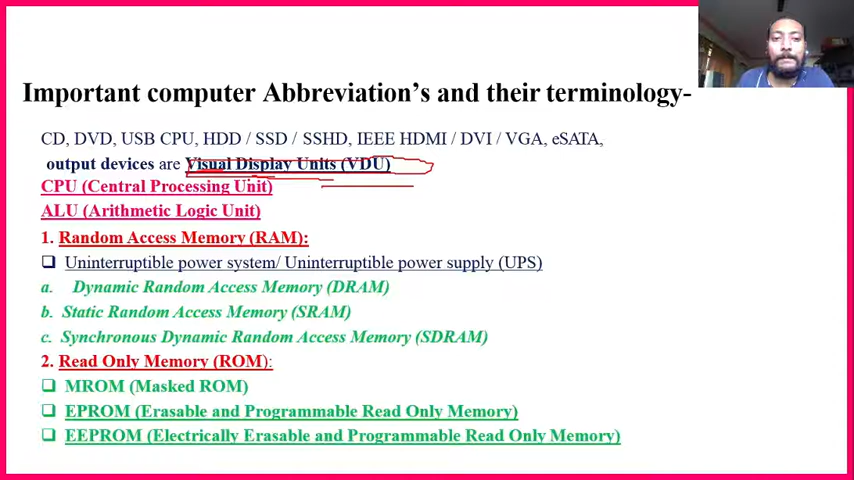 Important computer Abbreviation's and their terminology-
CD, DVD, USB CPU, HDD / SSD / SSHD, IEEE HDMI / DVI / VGA, eSATA,
output devices are Visual Display Units (VDU)
CPU (Central Processing Unit)
ALU (Arithmetic Logic Unit)
1. Random Access Memory (RAM):
❑ Uninterruptible power system/ Uninterruptible power supply (UPS)
a. Dynamic Random Access Memory (DRAM)
b. Static Random Access Memory (SRAM)
c. Synchronous Dynamic Random Access Memory (SDRAM)
2. Read Only Memory (ROM):
❑ MROM (Masked ROM)
❑ EPROM (Erasable and Programmable Read Only Memory)
❑ EEPROM (Electrically Erasable and Programmable Read Only Memory)